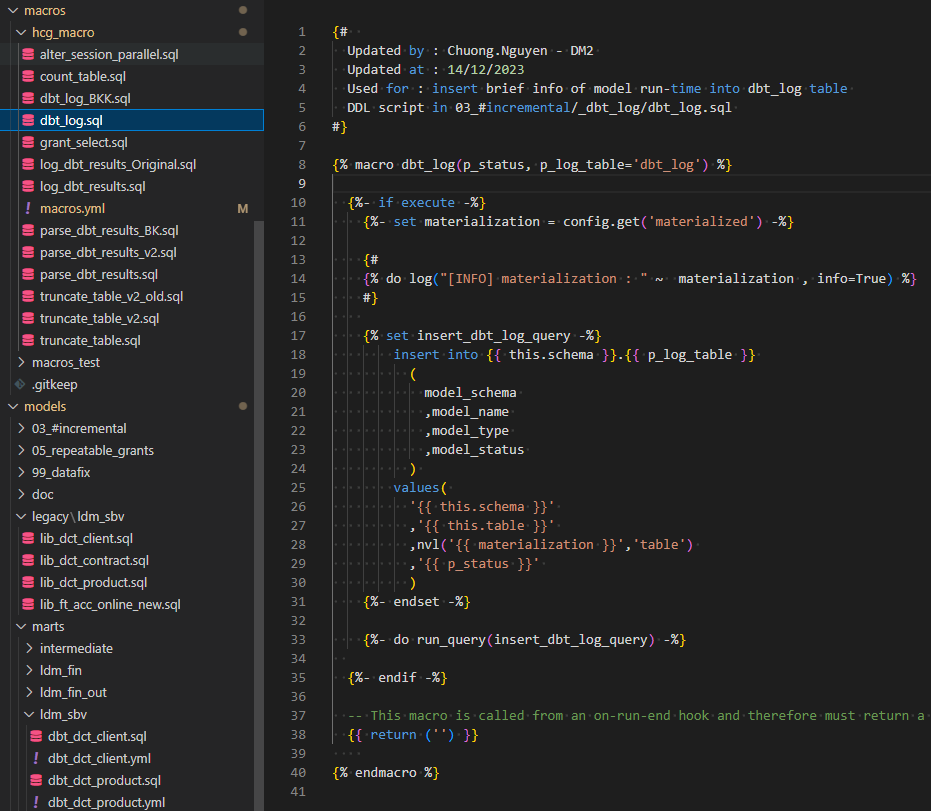 macros
hcg_macro
alter_session_parallel.sql
count_table.sql
dbt_log_BKK.sql
dbt_log.sql
grant_select.sql
log_dbt_results_Original.sql
log_dbt_results.sql
! macros.yml M
parse_dbt_results_BK.sql
parse_dbt_results_v2.sql
parse_dbt_results.sql
truncate_table_v2_old.sql
truncate_table_v2.sql
truncate_table.sql
macros_test
.gitkeep
models
03_#incremental
05_repeatable_grants
99_datafix
doc
legacy\ldm_sbv
lib_dct_client.sql
lib_dct_contract.sql
lib_dct_product.sql
lib_ft_acc_online_new.sql
marts
intermediate
ldm_fin
ldm_fin_out
ldm_sbv
dbt_dct_client.sql
! dbt_dct_client.yml
dbt_dct_product.sql
! dbt_dct_product.yml
1 {#
2 Updated by : Chuong.Nguyen - DM2
3 Updated at : 14/12/2023
4 Used for : insert brief info of model run-time into dbt_log table
5 DDL script in 03_#incremental/_dbt_log/dbt_log.sql
6 #}
7
8 {% macro dbt_log(p_status, p_log_table='dbt_log') %}
9
10 {%- if execute -%}
11 {%- set materialization = config.get('materialized') -%}
12
13 {#
14 {% do log("[INFO] materialization : " ~ materialization , info=True) %}
15 #}
16
17 {% set insert_dbt_log_query -%}
18 insert into {{ this.schema }}.{{ p_log_table }}
19 (
20 model_schema
21 ,model_name
22 ,model_type
23 ,model_status
24 )
25 values(
26 '{{ this.schema }}'
27 ,'{{ this.table }}'
28 ,nvl('{{ materialization }}','table')
29 ,'{{ p_status }}'
30 )
31 {%- endset -%}
32
33 {%- do run_query(insert_dbt_log_query) -%}
34
35 {%- endif -%}
36
37 -- This macro is called from an on-run-end hook and therefore must return a
38 {{ return ('') }}
39
40 {% endmacro %}
41